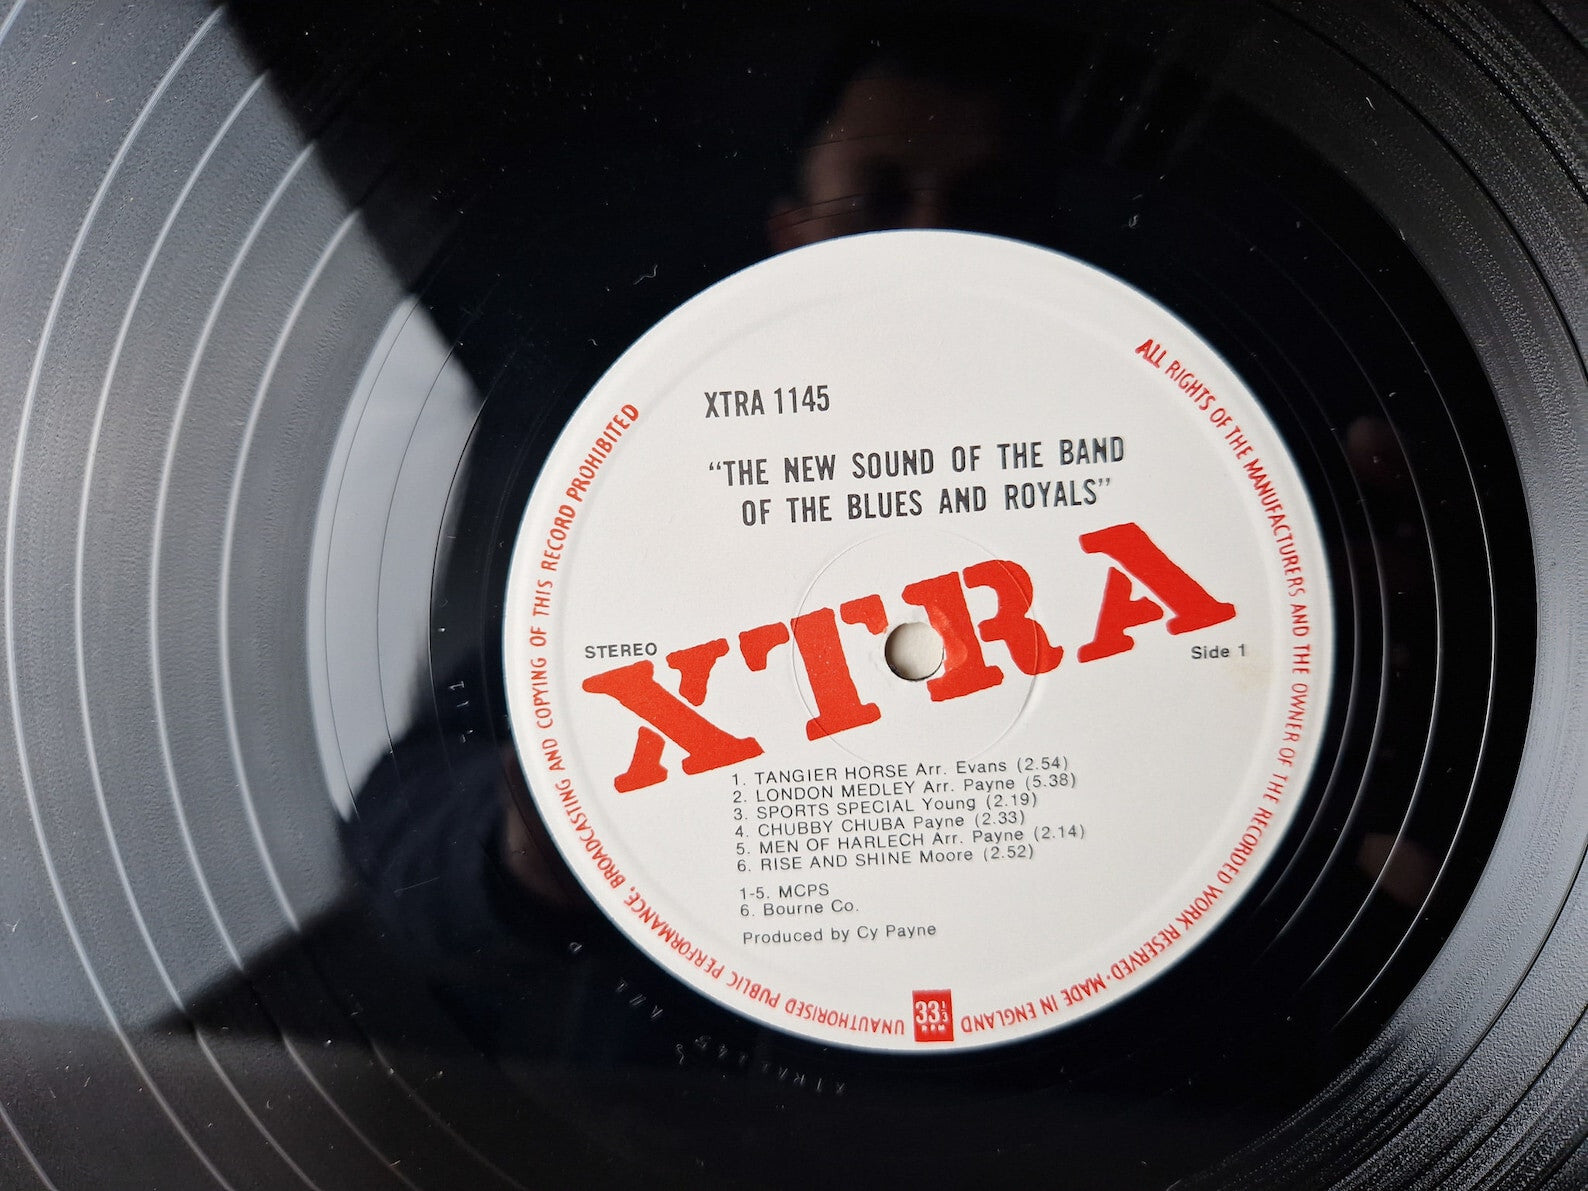 XTRA 1145
“THE NEW SOUND OF THE BAND
OF THE BLUES AND ROYALS”
STEREO
XTRA
Side 1
1. TANGIER HORSE Arr. Evans (2.54)
2. LONDON MEDLEY Arr. Payne (5.38)
3. SPORTS SPECIAL Young (2.19)
4. CHUBBY CHUBA Payne (2.33)
5. MEN OF HARLECH Arr. Payne (2.14)
6. RISE AND SHINE Moore (2.52)
1-5. MCPS
6. Bourne Co.
Produced by Cy Payne
ALL RIGHTS OF THE MANUFACTURERS AND THE OWNER OF THE RECORDED WORK RESERVED · MADE IN ENGLAND
33⅓
RPM
UNAUTHORISED PUBLIC PERFORMANCE, BROADCASTING AND COPYING OF THIS RECORD PROHIBITED